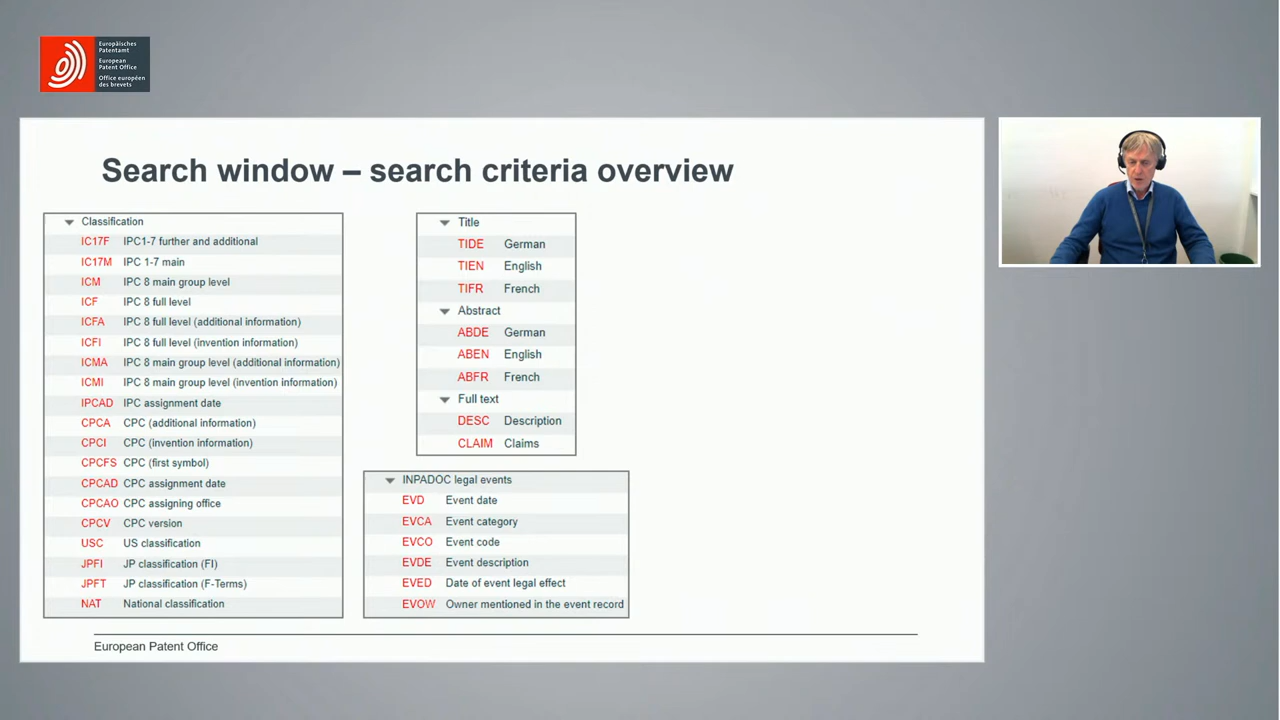 Europäisches
Patentamt
European
Patent Office
Office européen
des brevets
Search window – search criteria overview
Classification
IC17F IPC1-7 further and additional
IC17M IPC 1-7 main
ICM IPC 8 main group level
ICF IPC 8 full level
ICFA IPC 8 full level (additional information)
ICFI IPC 8 full level (invention information)
ICMA IPC 8 main group level (additional information)
ICMI IPC 8 main group level (invention information)
IPCAD IPC assignment date
CPCA CPC (additional information)
CPCI CPC (invention information)
CPCFS CPC (first symbol)
CPCAD CPC assignment date
CPCAO CPC assigning office
CPCV CPC version
USC US classification
JPFI JP classification (FI)
JPFT JP classification (F-Terms)
NAT National classification
Title
TIDE German
TIEN English
TIFR French
Abstract
ABDE German
ABEN English
ABFR French
Full text
DESC Description
CLAIM Claims
INPADOC legal events
EVD Event date
EVCA Event category
EVCO Event code
EVDE Event description
EVED Date of event legal effect
EVOW Owner mentioned in the event record
European Patent Office